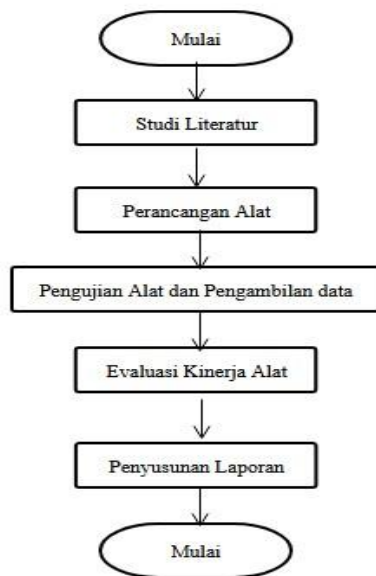 Mulai
Studi Literatur
Perancangan Alat
Pengujian Alat dan Pengambilan data
Evaluasi Kinerja Alat
Penyusunan Laporan
Mulai